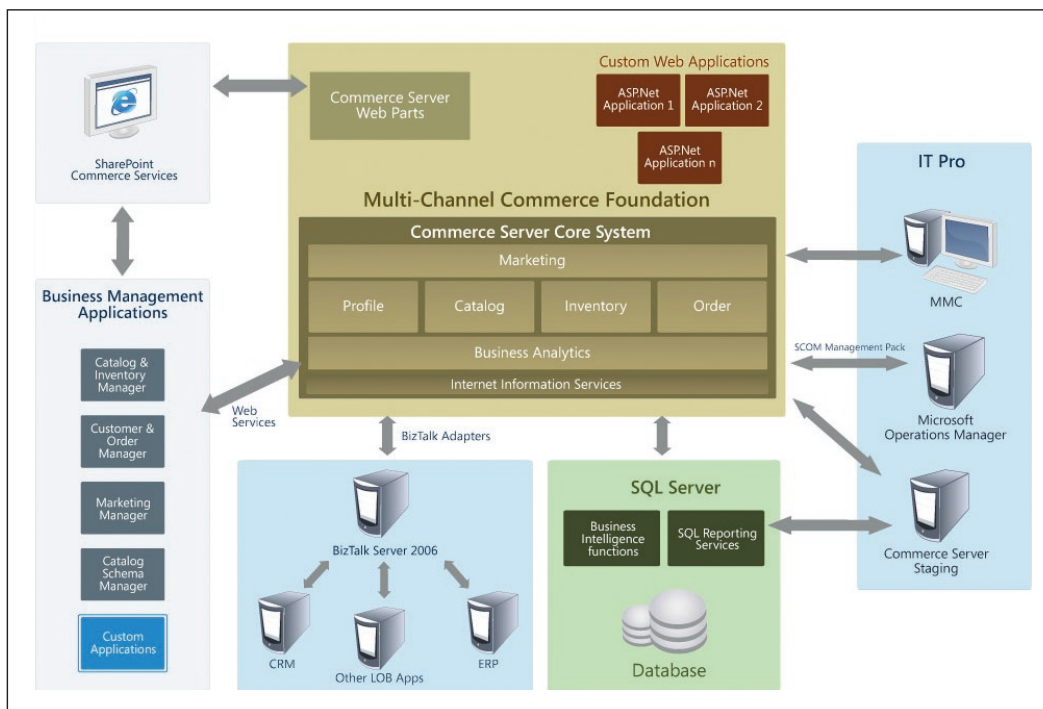 SharePoint
Commerce Services
Commerce Server
Web Parts
Custom Web Applications
ASP.Net
Application 1
ASP.Net
Application 2
ASP.Net
Application n
Multi-Channel Commerce Foundation
Commerce Server Core System
Marketing
Profile
Catalog
Inventory
Order
Business Analytics
Internet Information Services
Business Management
Applications
Catalog &
Inventory
Manager
Customer &
Order
Manager
Marketing
Manager
Catalog
Schema
Manager
Custom
Applications
Web
Services
BizTalk Adapters
BizTalk Server 2006
CRM
Other LOB Apps
ERP
SQL Server
Business
Intelligence
functions
SQL Reporting
Services
Database
IT Pro
MMC
SCOM Management Pack
Microsoft
Operations Manager
Commerce Server
Staging